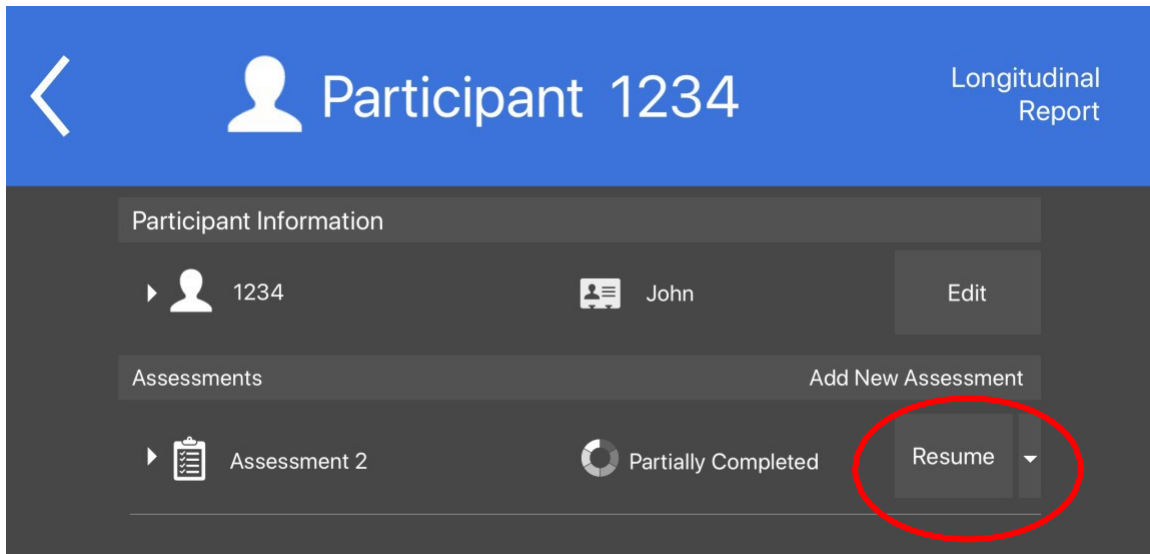 Participant 1234
Longitudinal
Report
Participant Information
1234
John
Edit
Assessments
Add New Assessment
Assessment 2
Partially Completed
Resume